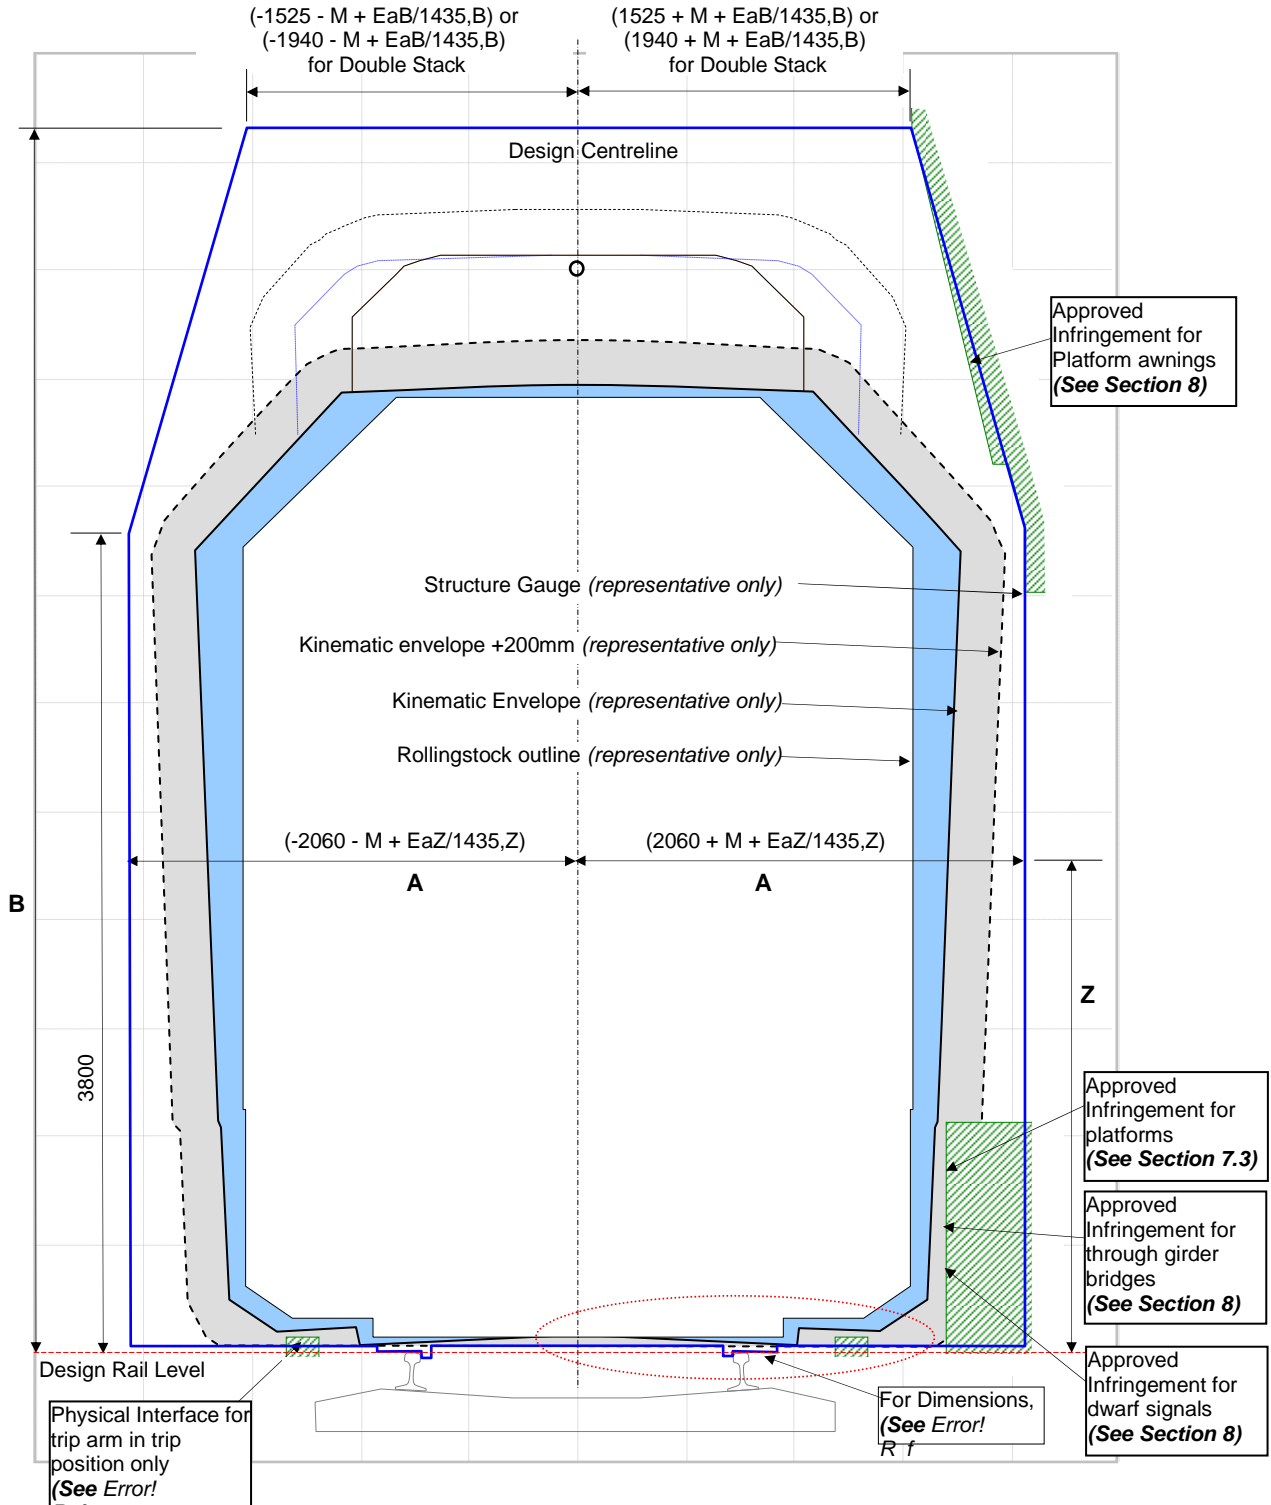 (-1525 - M + EaB/1435,B) or
(-1940 - M + EaB/1435,B)
for Double Stack
(1525 + M + EaB/1435,B) or
(1940 + M + EaB/1435,B)
for Double Stack
Design Centreline
Approved
Infringement for
Platform awnings
(See Section 8)
Structure Gauge (representative only)
Kinematic envelope +200mm (representative only)
Kinematic Envelope (representative only)
Rollingstock outline (representative only)
(-2060 - M + EaZ/1435,Z)
(2060 + M + EaZ/1435,Z)
A
A
B
Z
3800
Approved
Infringement for
platforms
(See Section 7.3)
Approved
Infringement for
through girder
bridges
(See Section 8)
Approved
Infringement for
dwarf signals
(See Section 8)
Design Rail Level
For Dimensions,
(See Error!
R f
Physical Interface for
trip arm in trip
position only
(See Error!